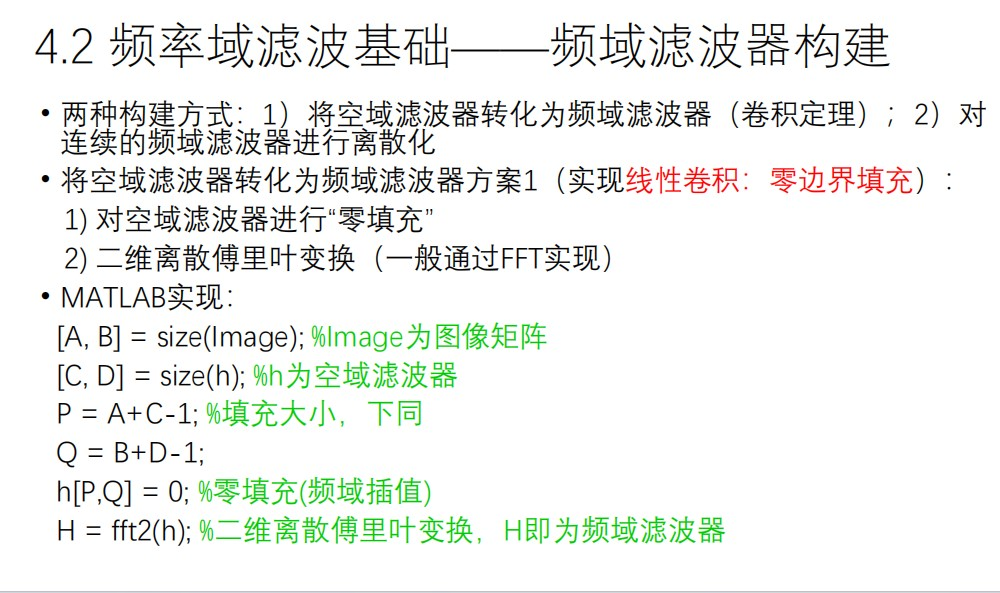 4.2 频率域滤波基础——频域滤波器构建
• 两种构建方式：1）将空域滤波器转化为频域滤波器（卷积定理）；2）对
连续的频域滤波器进行离散化
• 将空域滤波器转化为频域滤波器方案1（实现线性卷积：零边界填充）：
1) 对空域滤波器进行“零填充”
2) 二维离散傅里叶变换（一般通过FFT实现）
• MATLAB实现：
[A, B] = size(Image); %Image为图像矩阵
[C, D] = size(h); %h为空域滤波器
P = A+C-1; %填充大小，下同
Q = B+D-1;
h[P,Q] = 0; %零填充(频域插值)
H = fft2(h); %二维离散傅里叶变换，H即为频域滤波器